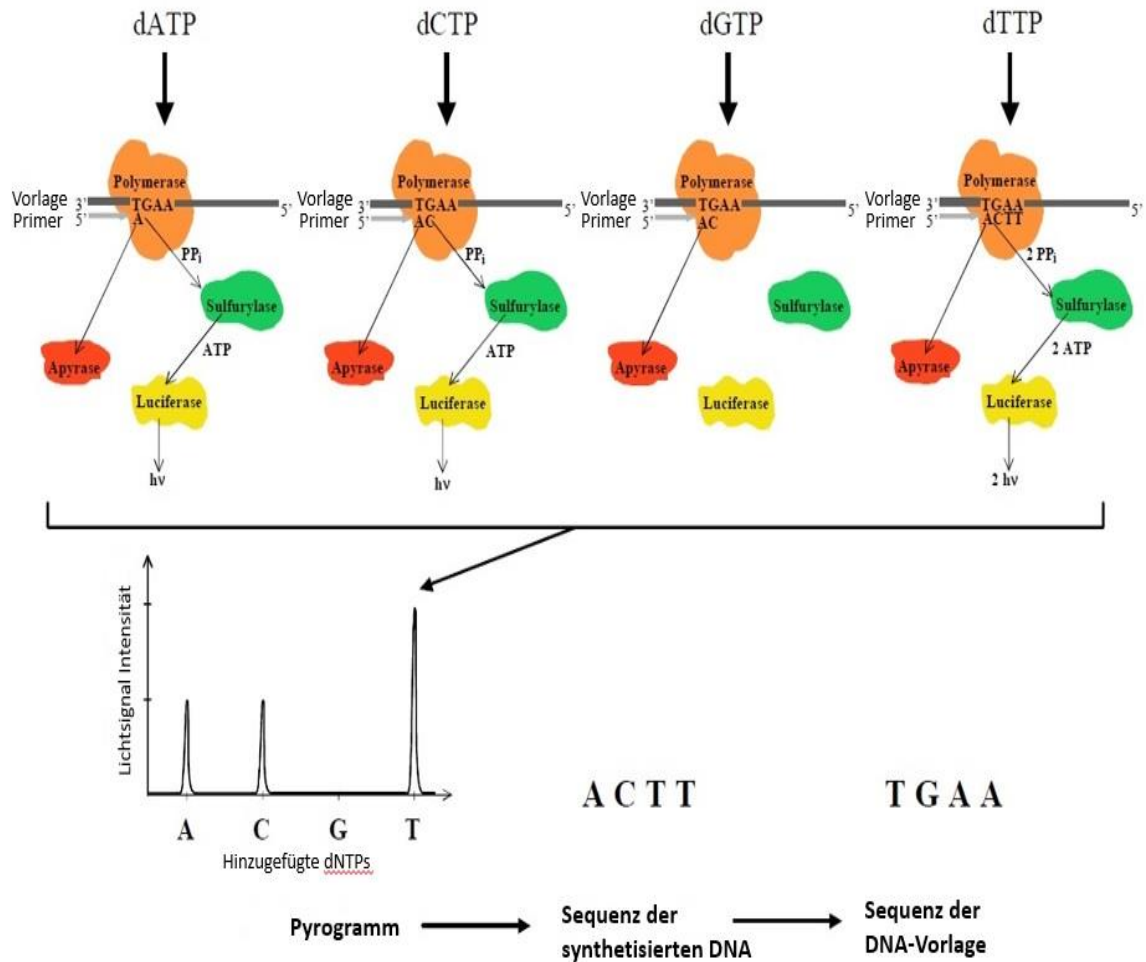 dATP dCTP dGTP dTTP
Polymerase Polymerase Polymerase Polymerase
Vorlage 3' TGAA 5' Vorlage 3' TGAA 5' Vorlage 3' TGAA 5' Vorlage 3' TGAA 5'
Primer 5' A Primer 5' AC Primer 5' AC Primer 5' ACTT
PPi PPi 2 PPi
Sulfurylase Sulfurylase Sulfurylase Sulfurylase
ATP ATP 2 ATP
Apyrase Apyrase Apyrase Apyrase
Luciferase Luciferase Luciferase Luciferase
hν hν 2 hν
Lichtsignal Intensität
A C T T T G A A
A C G T
Hinzugefügte dNTPs
Pyrogramm Sequenz der synthetisierten DNA Sequenz der DNA-Vorlage